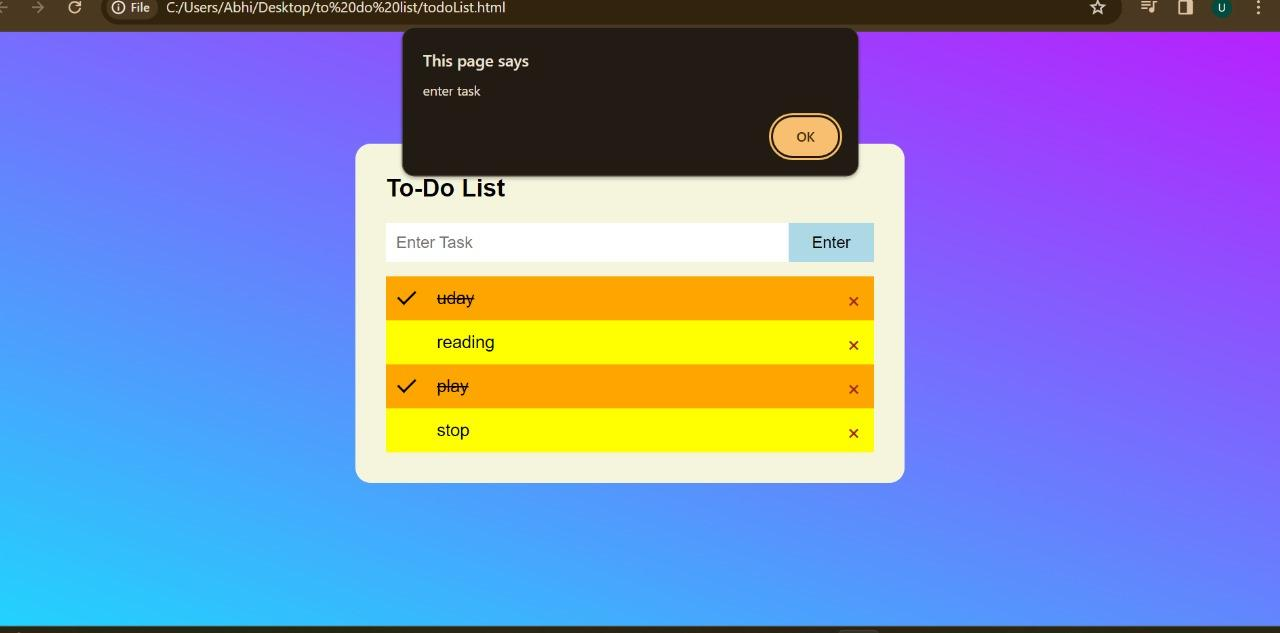 File C:/Users/Abhi/Desktop/to%20do%20list/todoList.html
U
This page says
enter task
OK
To-Do List
Enter Task Enter
uday ×
reading ×
play ×
stop ×